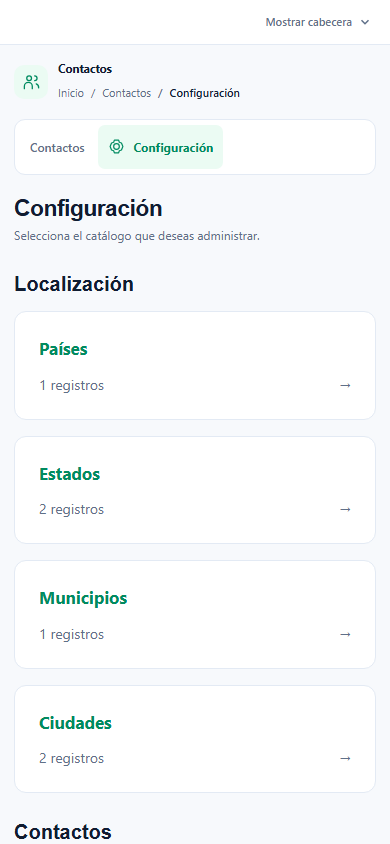 Mostrar cabecera
Contactos
Inicio / Contactos / Configuración
Contactos Configuración
Configuración
Selecciona el catálogo que deseas administrar.
Localización
Países
1 registros →
Estados
2 registros →
Municipios
1 registros →
Ciudades
2 registros →
Contactos